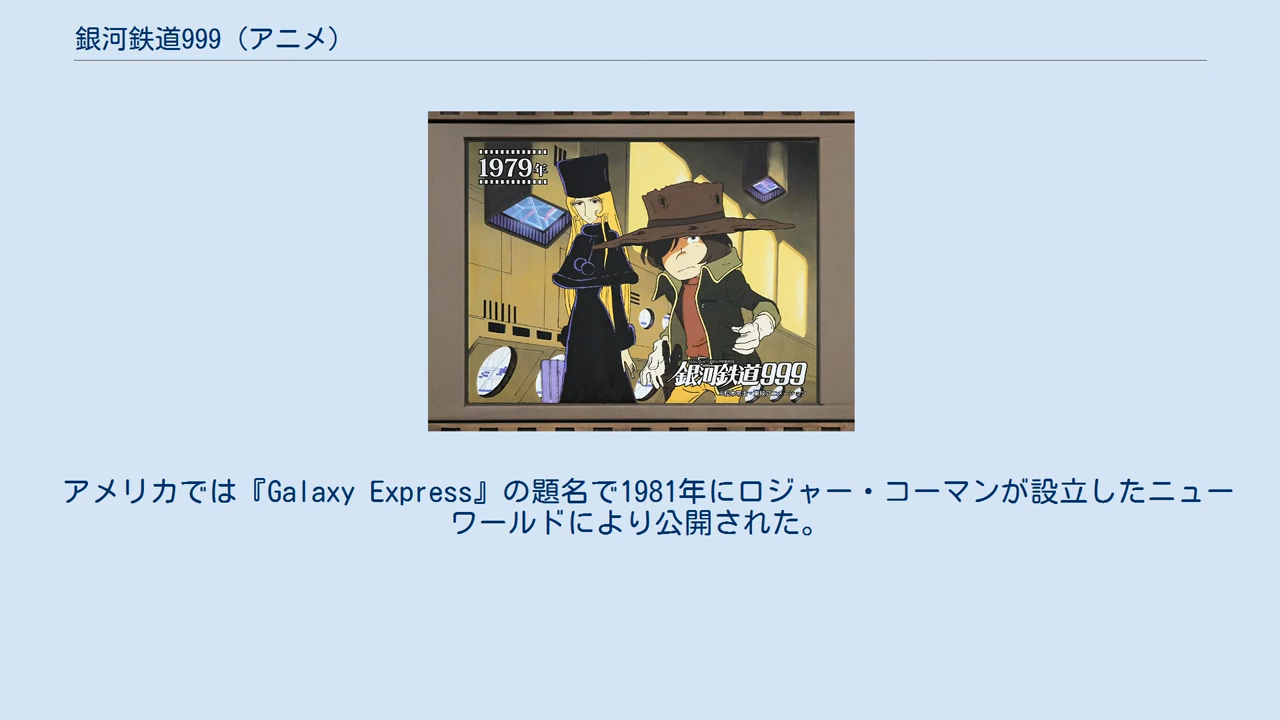 銀河鉄道999（アニメ）
1979年
銀河鉄道999
アメリカでは『Galaxy Express』の題名で1981年にロジャー・コーマンが設立したニュー
ワールドにより公開された。